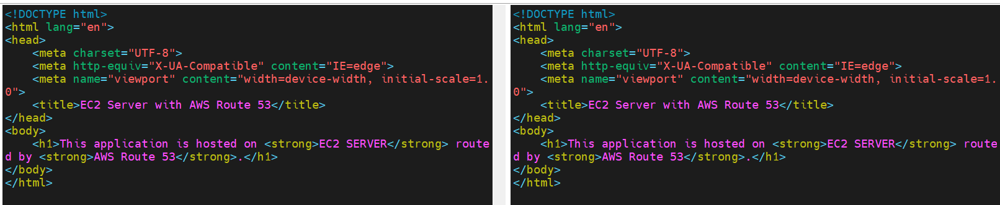 <!DOCTYPE html>
<html lang="en">
<head>
    <meta charset="UTF-8">
    <meta http-equiv="X-UA-Compatible" content="IE=edge">
    <meta name="viewport" content="width=device-width, initial-scale=1.
0">
    <title>EC2 Server with AWS Route 53</title>
</head>
<body>
    <h1>This application is hosted on <strong>EC2 SERVER</strong> route
d by <strong>AWS Route 53</strong>.</h1>
</body>
</html>
<!DOCTYPE html>
<html lang="en">
<head>
    <meta charset="UTF-8">
    <meta http-equiv="X-UA-Compatible" content="IE=edge">
    <meta name="viewport" content="width=device-width, initial-scale=1.
0">
    <title>EC2 Server with AWS Route 53</title>
</head>
<body>
    <h1>This application is hosted on <strong>EC2 SERVER</strong> route
d by <strong>AWS Route 53</strong>.</h1>
</body>
</html>